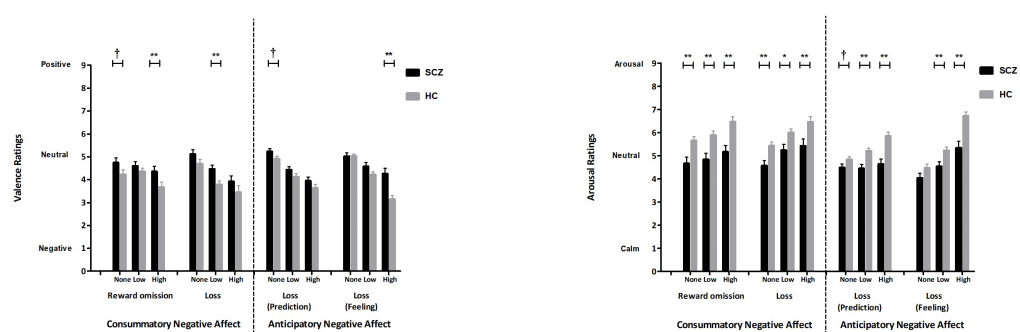 † ** ** † **
Positive 9
8
7
6
Neutral 5
4
3
2
Negative 1
0
Valence Ratings
SCZ
HC
None Low High None Low High None Low High None Low High
Reward omission Loss Loss (Prediction) Loss (Feeling)
Consummatory Negative Affect Anticipatory Negative Affect
** ** ** ** * ** † ** ** ** **
Arousal 9
8
7
6
Neutral 5
4
3
2
Calm 1
0
Arousal Ratings
SCZ
HC
None Low High None Low High None Low High None Low High
Reward omission Loss Loss (Prediction) Loss (Feeling)
Consummatory Negative Affect Anticipatory Negative Affect